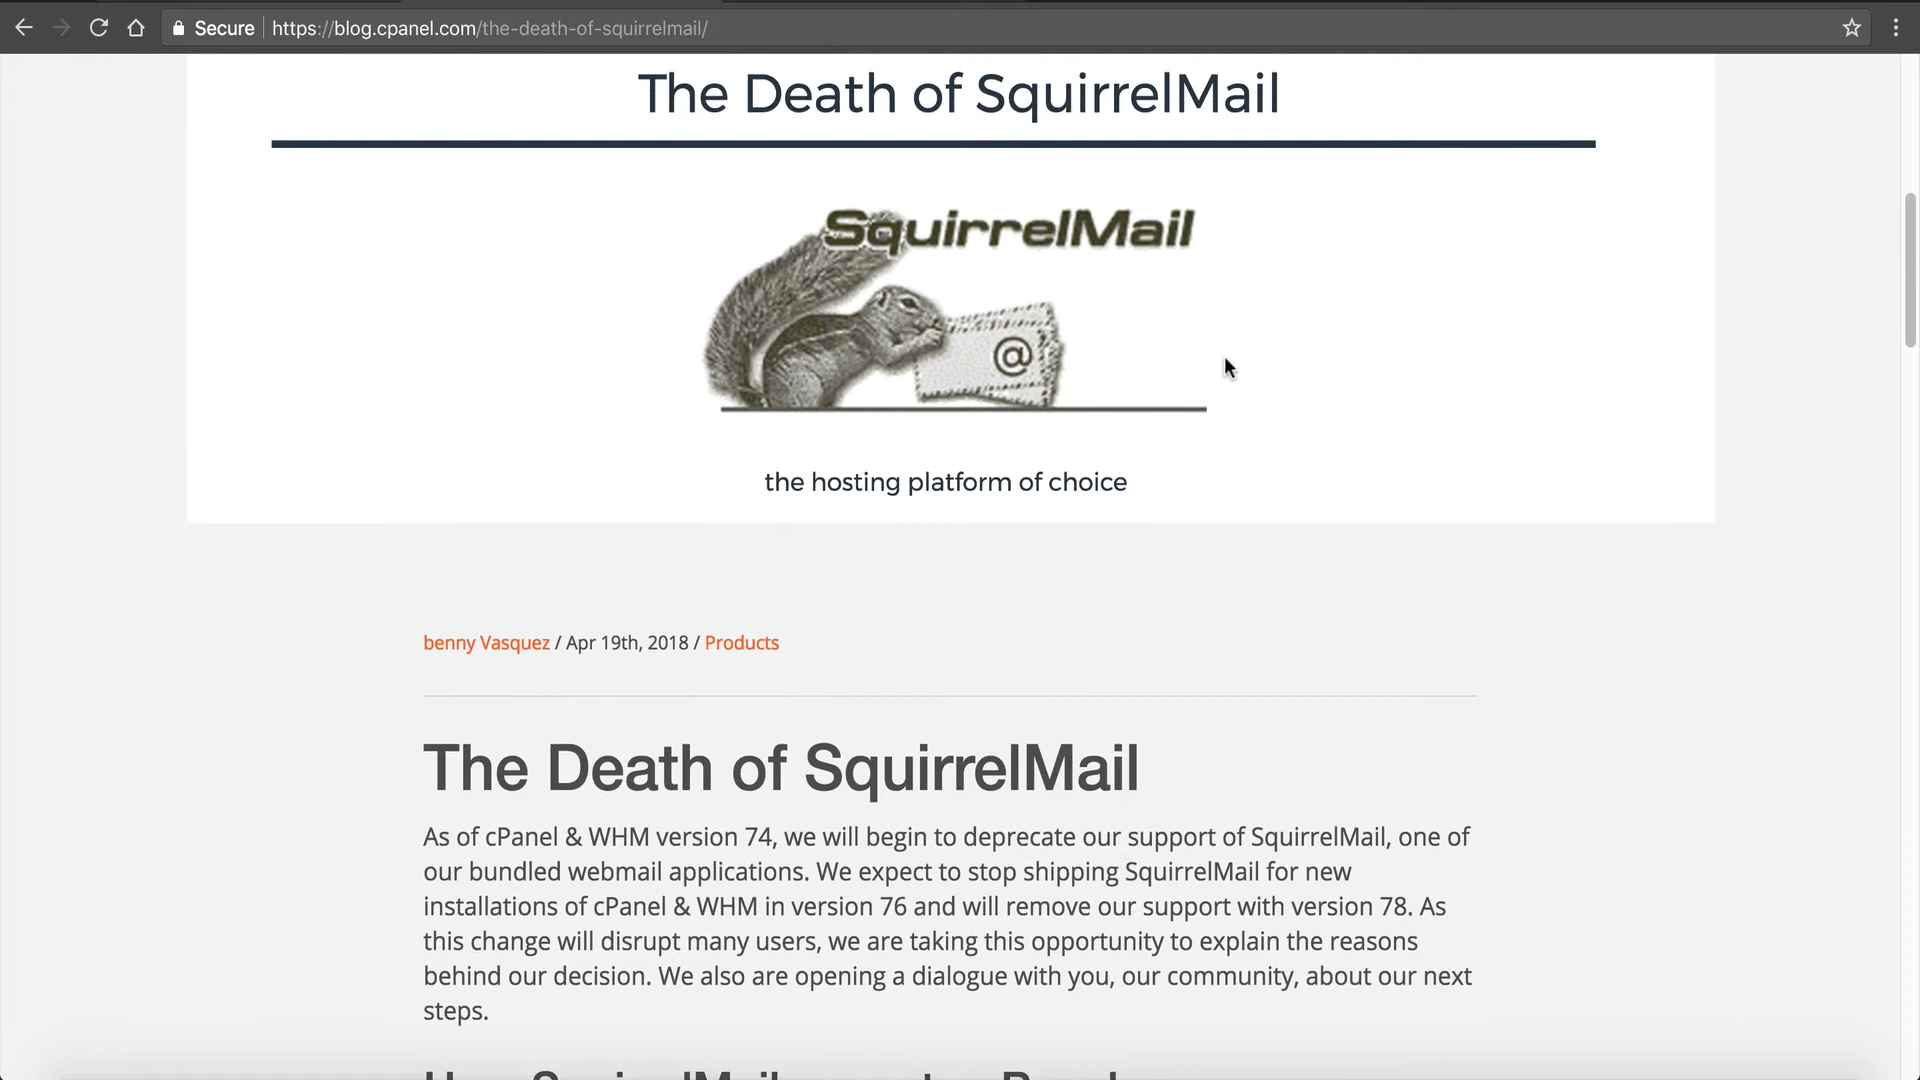 Secure https://blog.cpanel.com/the-death-of-squirrelmail/
The Death of SquirrelMail
SquirrelMail
@
the hosting platform of choice
benny Vasquez / Apr 19th, 2018 / Products
The Death of SquirrelMail
As of cPanel & WHM version 74, we will begin to deprecate our support of SquirrelMail, one of
our bundled webmail applications. We expect to stop shipping SquirrelMail for new
installations of cPanel & WHM in version 76 and will remove our support with version 78. As
this change will disrupt many users, we are taking this opportunity to explain the reasons
behind our decision. We also are opening a dialogue with you, our community, about our next
steps.